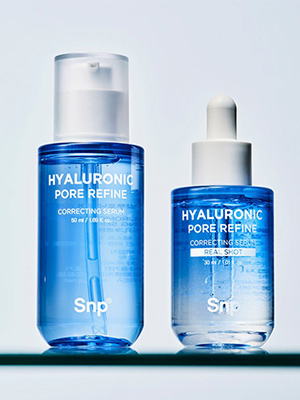 HYALURONIC
PORE REFINE
CORRECTING SERUM
50 ml / 1.69 fl. oz.
Snp
HYALURONIC
PORE REFINE
CORRECTING SERUM
REAL SHOT
30 ml / 1.01
Snp